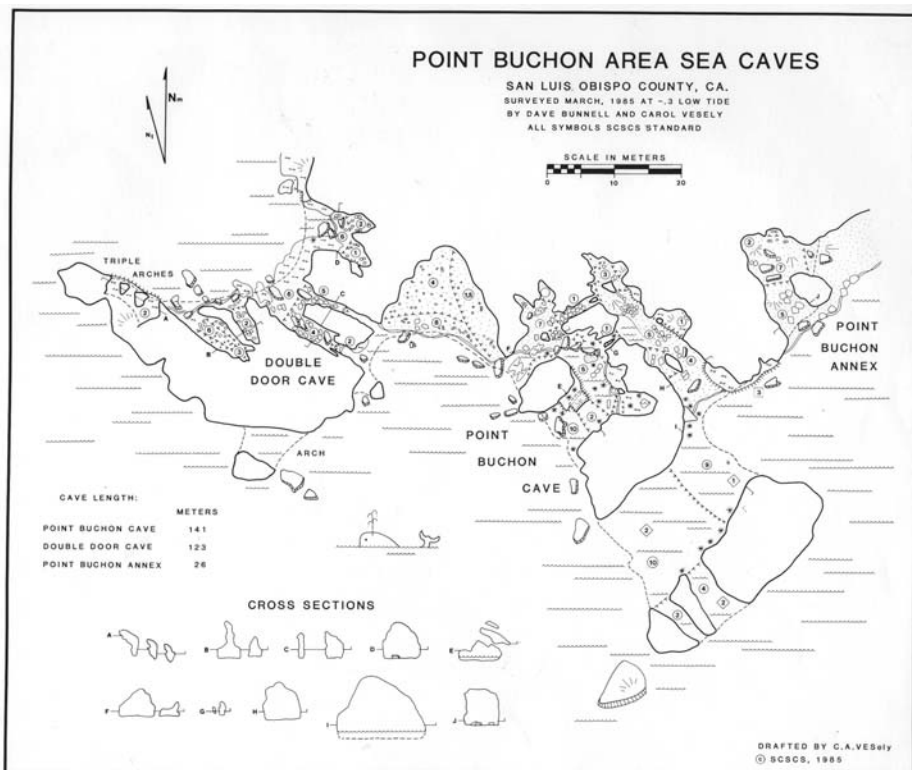 POINT BUCHON AREA SEA CAVES
SAN LUIS OBISPO COUNTY, CA.
SURVEYED MARCH, 1985 AT -.3 LOW TIDE
BY DAVE BUNNELL AND CAROL VESELY
ALL SYMBOLS SCSCS STANDARD
Nm
SCALE IN METERS
0 10 30
TRIPLE
ARCHES
DOUBLE
DOOR CAVE
POINT
BUCHON
ANNEX
POINT
BUCHON
CAVE
ARCH
CAVE LENGTH:
METERS
POINT BUCHON CAVE 141
DOUBLE DOOR CAVE 123
POINT BUCHON ANNEX 26
CROSS SECTIONS
A B C D E
F G H I J
DRAFTED BY C.A.VESely
© SCSCS, 1985